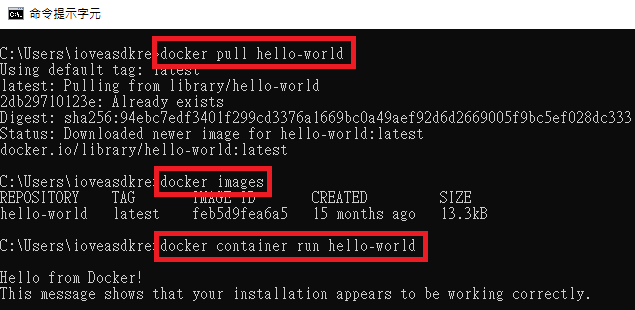 命令提示字元
C:\Users\ioveasdkre>docker pull hello-world
Using default tag: latest
latest: Pulling from library/hello-world
2db29710123e: Already exists
Digest: sha256:94ebc7edf3401f299cd3376a1669bc0a49aef92d6d2669005f9bc5ef028dc333
Status: Downloaded newer image for hello-world:latest
docker.io/library/hello-world:latest
C:\Users\ioveasdkre>docker images
REPOSITORY TAG IMAGE ID CREATED SIZE
hello-world latest feb5d9fea6a5 15 months ago 13.3kB
C:\Users\ioveasdkre>docker container run hello-world
Hello from Docker!
This message shows that your installation appears to be working correctly.